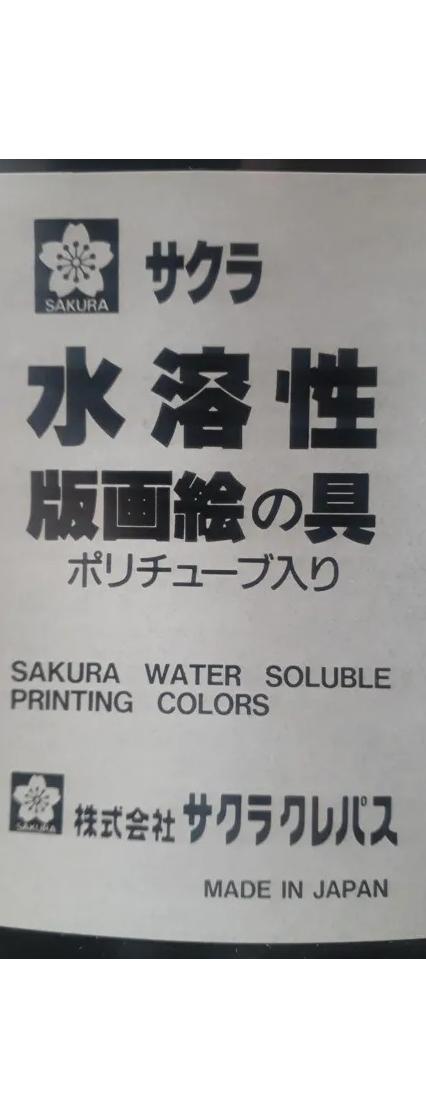 SAKURA サクラ
水溶性
版画絵の具
ポリチューブ入り
SAKURA WATER SOLUBLE
PRINTING COLORS
SAKURA 株式会社 サクラクレパス
MADE IN JAPAN